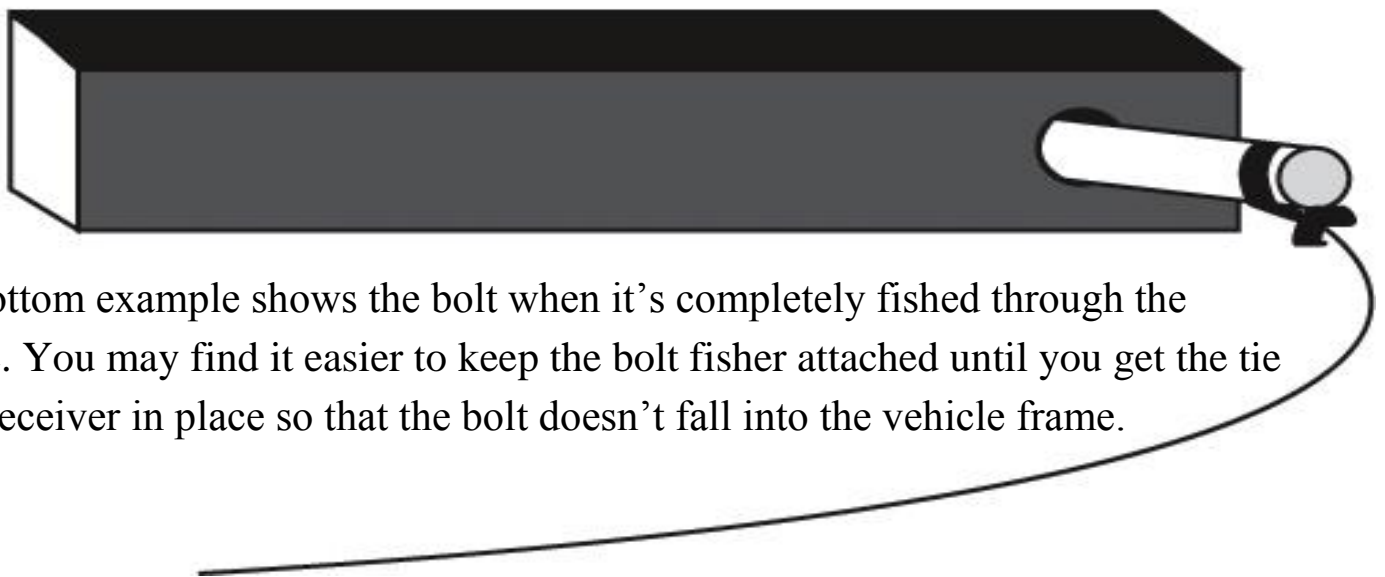 ottom example shows the bolt when it’s completely fished through the
. You may find it easier to keep the bolt fisher attached until you get the tie
eceiver in place so that the bolt doesn’t fall into the vehicle frame.